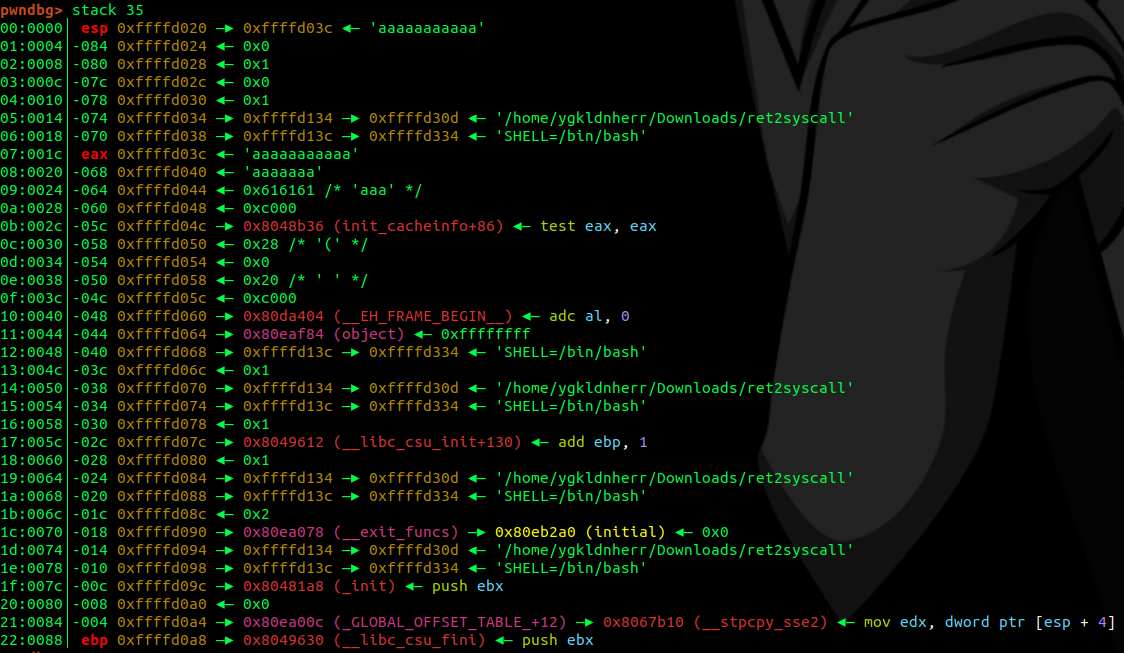 pwndbg> stack 35
00:0000│ esp 0xffffd020 —▸ 0xffffd03c ◂— 'aaaaaaaaaaa'
01:0004│-084 0xffffd024 ◂— 0x0
02:0008│-080 0xffffd028 ◂— 0x1
03:000c│-07c 0xffffd02c ◂— 0x0
04:0010│-078 0xffffd030 ◂— 0x1
05:0014│-074 0xffffd034 —▸ 0xffffd134 —▸ 0xffffd30d ◂— '/home/ygkldnherr/Downloads/ret2syscall'
06:0018│-070 0xffffd038 —▸ 0xffffd13c —▸ 0xffffd334 ◂— 'SHELL=/bin/bash'
07:001c│ eax 0xffffd03c ◂— 'aaaaaaaaaaa'
08:0020│-068 0xffffd040 ◂— 'aaaaaaa'
09:0024│-064 0xffffd044 ◂— 0x616161 /* 'aaa' */
0a:0028│-060 0xffffd048 ◂— 0xc000
0b:002c│-05c 0xffffd04c —▸ 0x8048b36 (init_cacheinfo+86) ◂— test eax, eax
0c:0030│-058 0xffffd050 ◂— 0x28 /* '(' */
0d:0034│-054 0xffffd054 ◂— 0x0
0e:0038│-050 0xffffd058 ◂— 0x20 /* ' ' */
0f:003c│-04c 0xffffd05c ◂— 0xc000
10:0040│-048 0xffffd060 —▸ 0x80da404 (__EH_FRAME_BEGIN__) ◂— adc al, 0
11:0044│-044 0xffffd064 —▸ 0x80eaf84 (object) ◂— 0xffffffff
12:0048│-040 0xffffd068 —▸ 0xffffd13c —▸ 0xffffd334 ◂— 'SHELL=/bin/bash'
13:004c│-03c 0xffffd06c ◂— 0x1
14:0050│-038 0xffffd070 —▸ 0xffffd134 —▸ 0xffffd30d ◂— '/home/ygkldnherr/Downloads/ret2syscall'
15:0054│-034 0xffffd074 —▸ 0xffffd13c —▸ 0xffffd334 ◂— 'SHELL=/bin/bash'
16:0058│-030 0xffffd078 ◂— 0x1
17:005c│-02c 0xffffd07c —▸ 0x8049612 (__libc_csu_init+130) ◂— add ebp, 1
18:0060│-028 0xffffd080 ◂— 0x1
19:0064│-024 0xffffd084 —▸ 0xffffd134 —▸ 0xffffd30d ◂— '/home/ygkldnherr/Downloads/ret2syscall'
1a:0068│-020 0xffffd088 —▸ 0xffffd13c —▸ 0xffffd334 ◂— 'SHELL=/bin/bash'
1b:006c│-01c 0xffffd08c ◂— 0x2
1c:0070│-018 0xffffd090 —▸ 0x80ea078 (__exit_funcs) —▸ 0x80eb2a0 (initial) ◂— 0x0
1d:0074│-014 0xffffd094 —▸ 0xffffd134 —▸ 0xffffd30d ◂— '/home/ygkldnherr/Downloads/ret2syscall'
1e:0078│-010 0xffffd098 —▸ 0xffffd13c —▸ 0xffffd334 ◂— 'SHELL=/bin/bash'
1f:007c│-00c 0xffffd09c —▸ 0x80481a8 (_init) ◂— push ebx
20:0080│-008 0xffffd0a0 ◂— 0x0
21:0084│-004 0xffffd0a4 —▸ 0x80ea00c (_GLOBAL_OFFSET_TABLE_+12) —▸ 0x8067b10 (__stpcpy_sse2) ◂— mov edx, dword ptr [esp + 4]
22:0088│ ebp 0xffffd0a8 —▸ 0x8049630 (__libc_csu_fini) ◂— push ebx